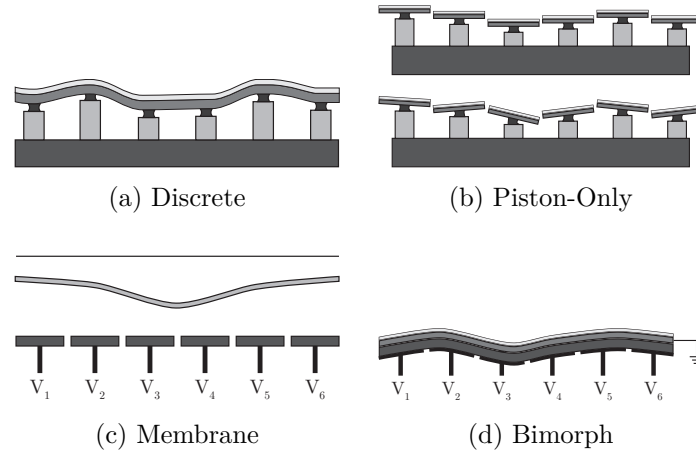 (a) Discrete
(b) Piston-Only
V1 V2 V3 V4 V5 V6
(c) Membrane
V1 V2 V3 V4 V5 V6
(d) Bimorph